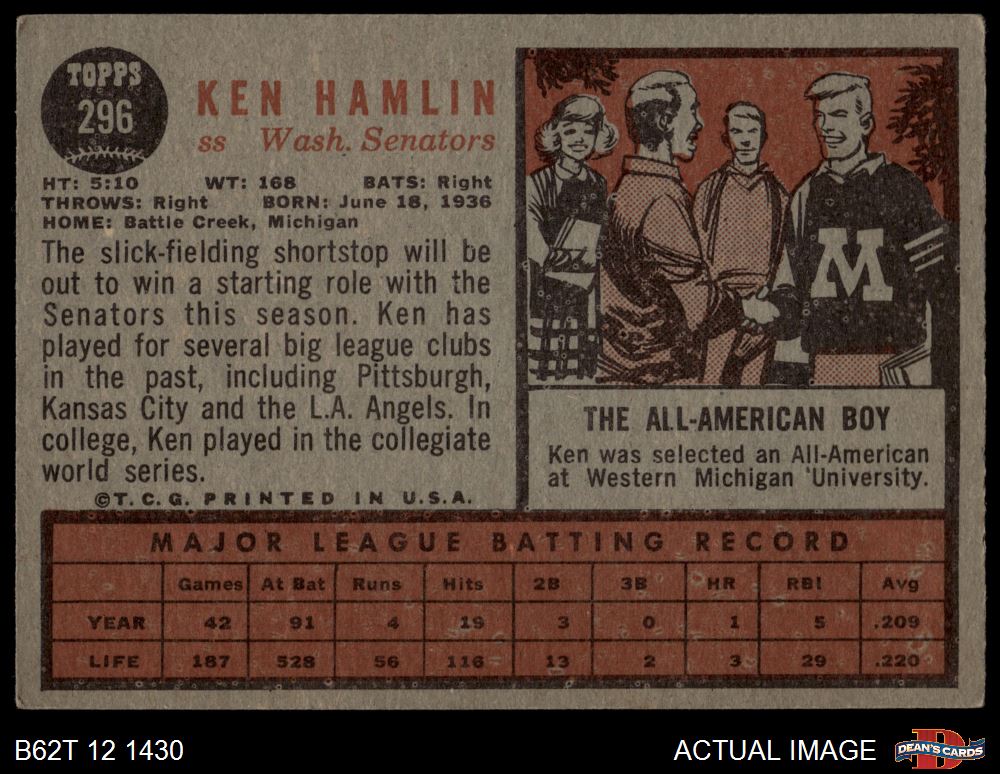 TOPPS
296
KEN HAMLIN
ss Wash. Senators
HT: 5:10 WT: 168 BATS: Right
THROWS: Right BORN: June 18, 1936
HOME: Battle Creek, Michigan
The slick-fielding shortstop will be
out to win a starting role with the
Senators this season. Ken has
played for several big league clubs
in the past, including Pittsburgh,
Kansas City and the L.A. Angels. In
college, Ken played in the collegiate
world series.
©T.C.G. PRINTED IN U.S.A.
M
THE ALL-AMERICAN BOY
Ken was selected an All-American
at Western Michigan 'University.
MAJOR LEAGUE BATTING RECORD
Games At Bat Runs Hits 2B 3B HR RBI Avg
YEAR 42 91 4 19 3 0 1 5 .209
LIFE 187 528 56 116 13 2 3 29 .220
B62T 12 1430
ACTUAL IMAGE
D
DEAN'S CARDS